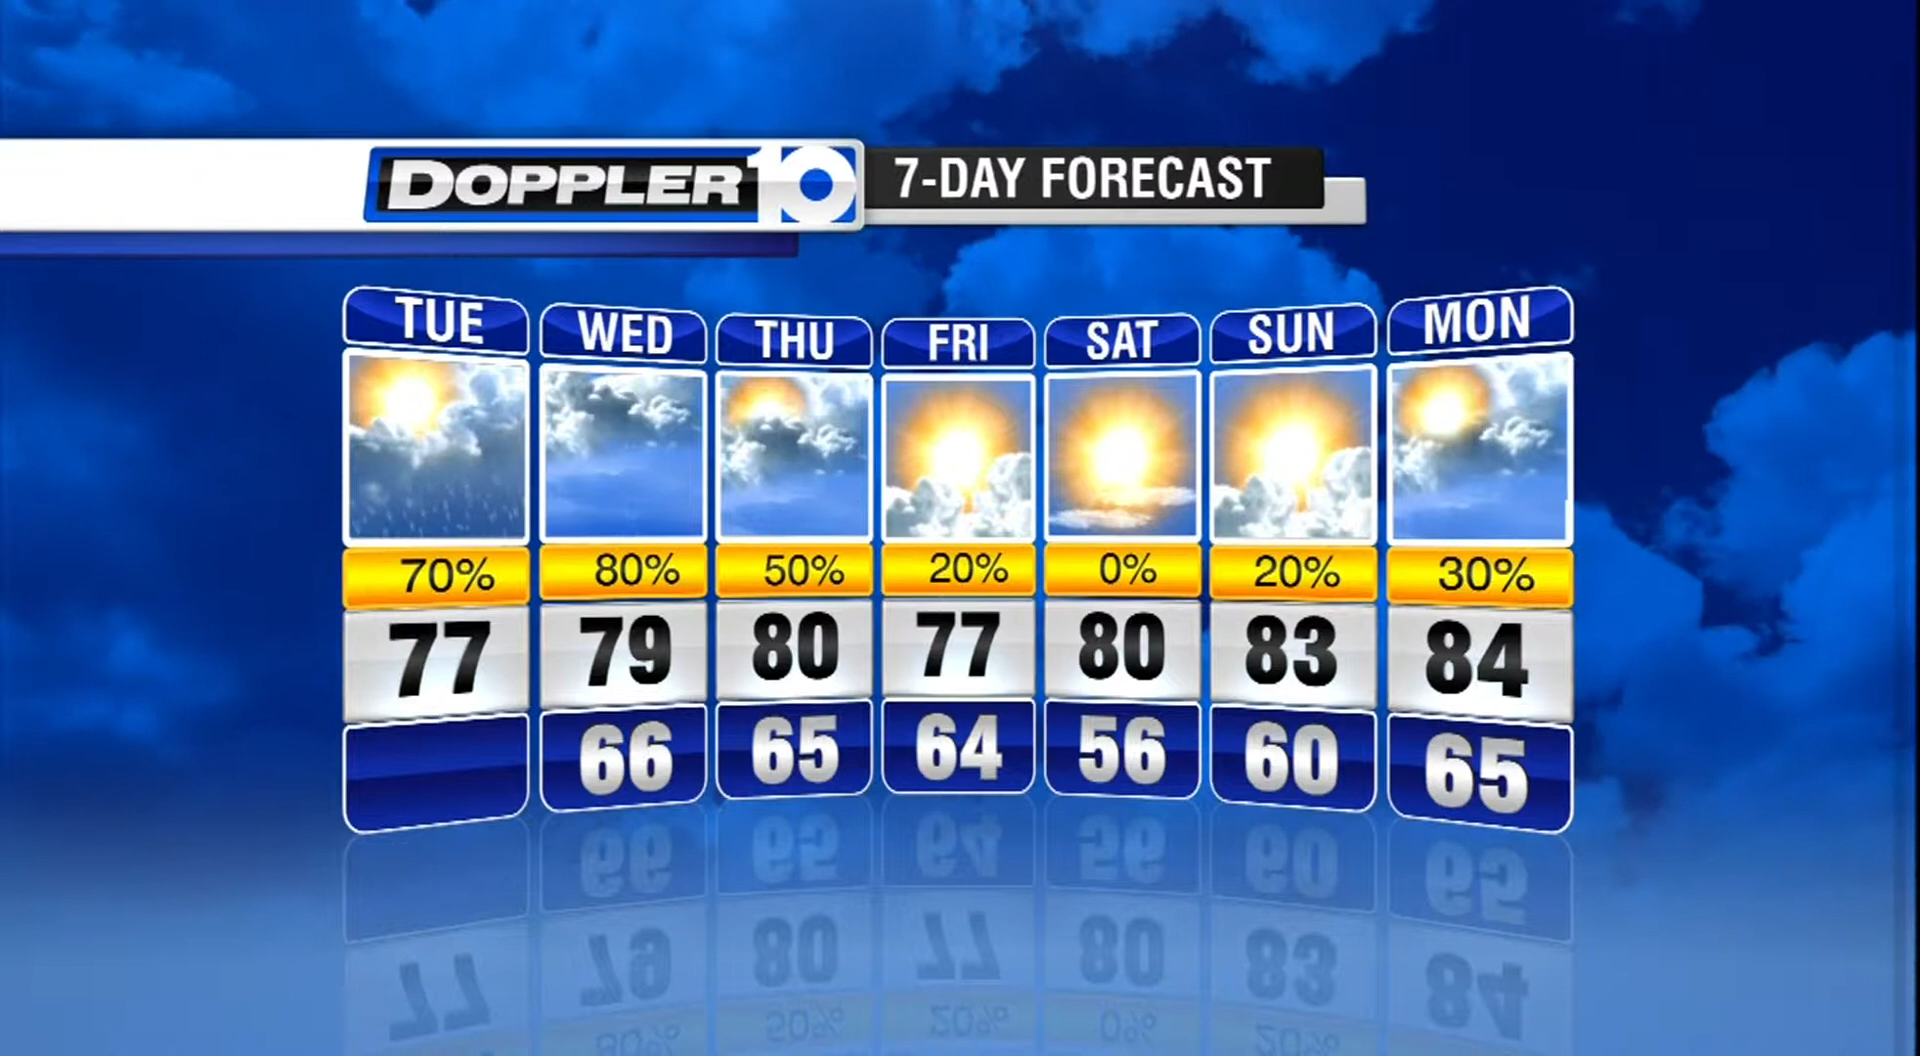 DOPPLER 10 7-DAY FORECAST
TUE WED THU FRI SAT SUN MON
70% 80% 50% 20% 0% 20% 30%
77 79 80 77 80 83 84
66 65 64 56 60 65